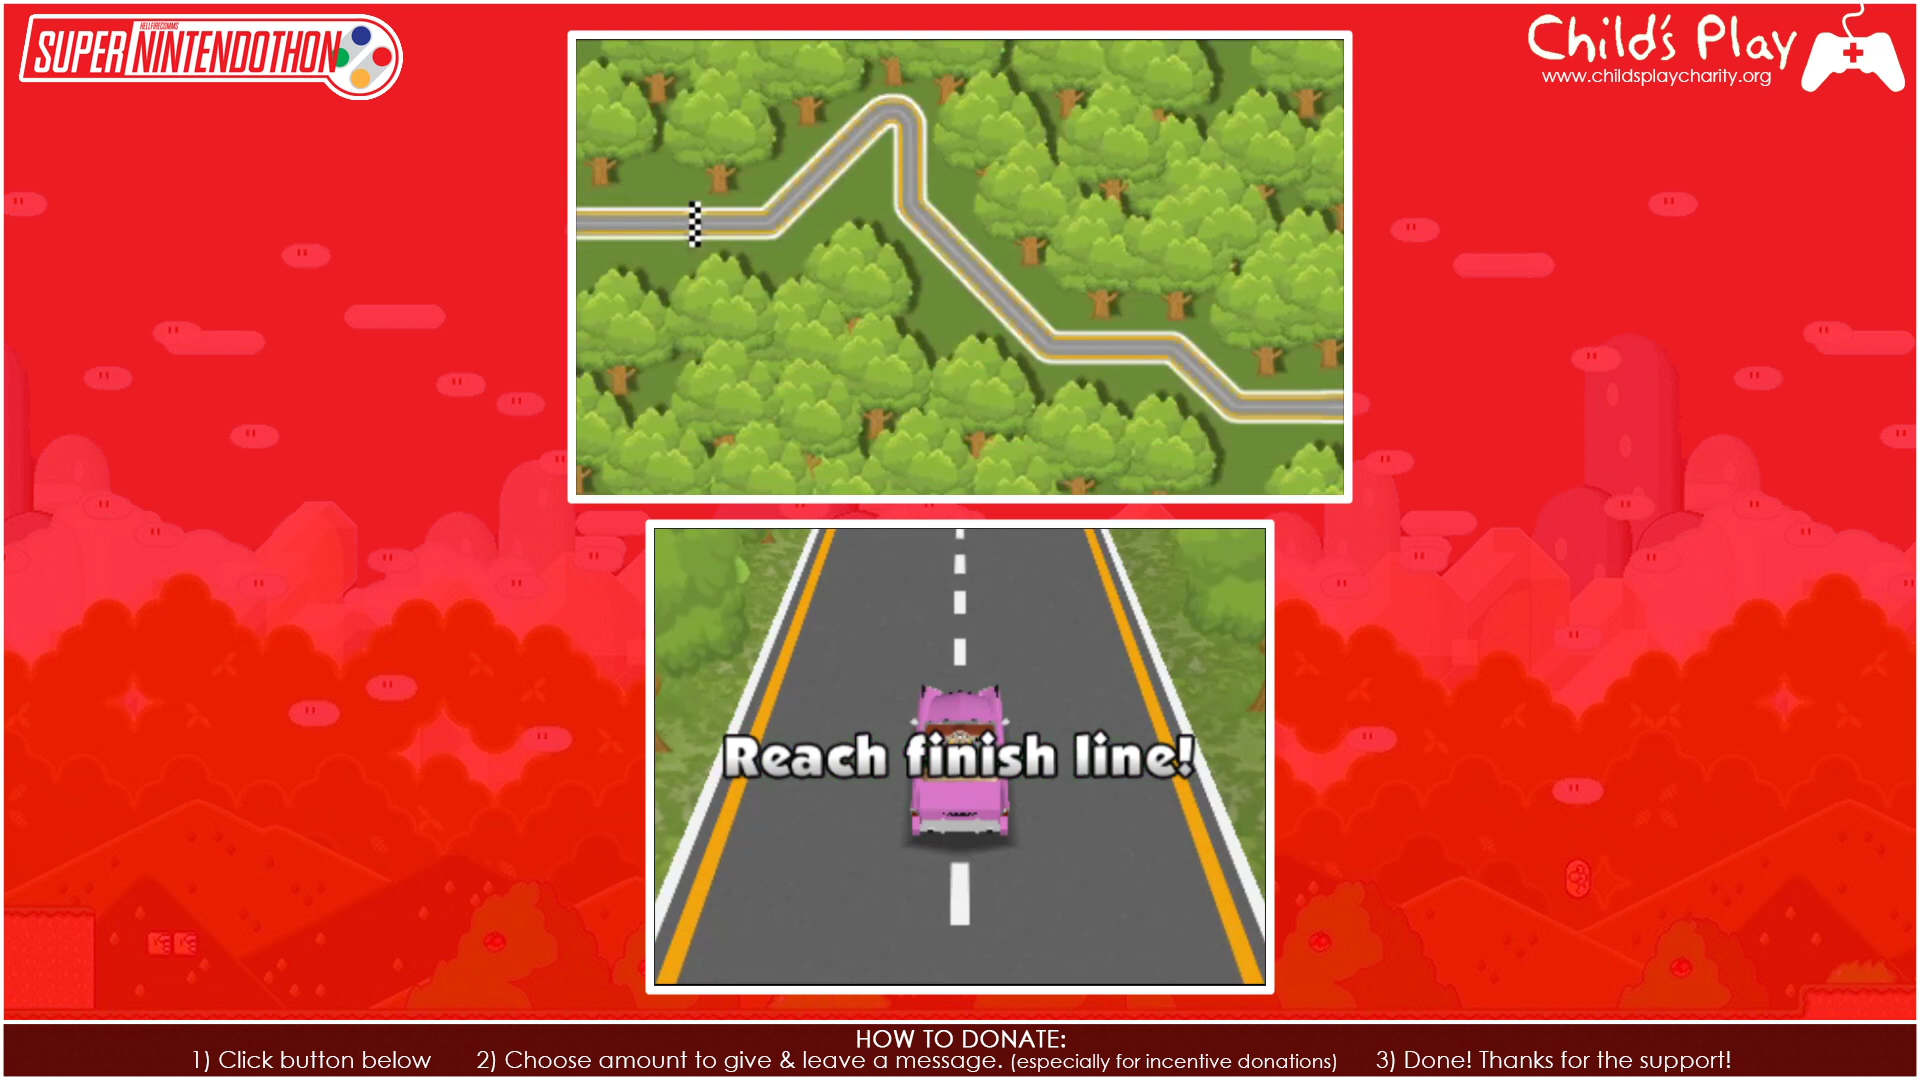 HELLFIRECOMMS
SUPER NINTENDOTHON
Child's Play
www.childsplaycharity.org
Reach finish line!
HOW TO DONATE:
1) Click button below 2) Choose amount to give & leave a message. (especially for incentive donations) 3) Done! Thanks for the support!